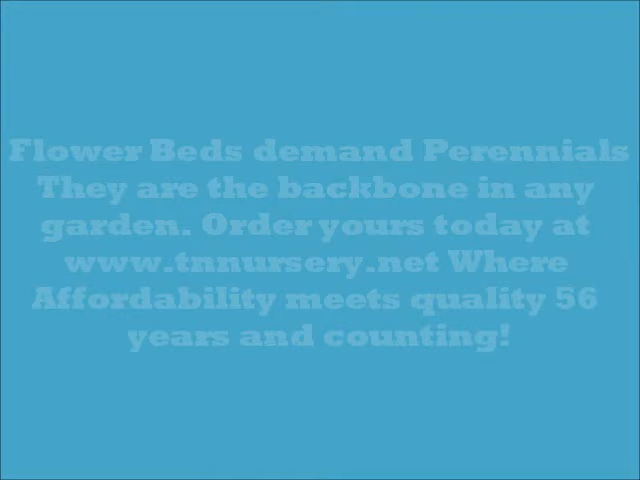 Flower Beds demand Perennials
They are the backbone in any
garden. Order yours today at
www.tnnursery.net Where
Affordability meets quality 56
years and counting!